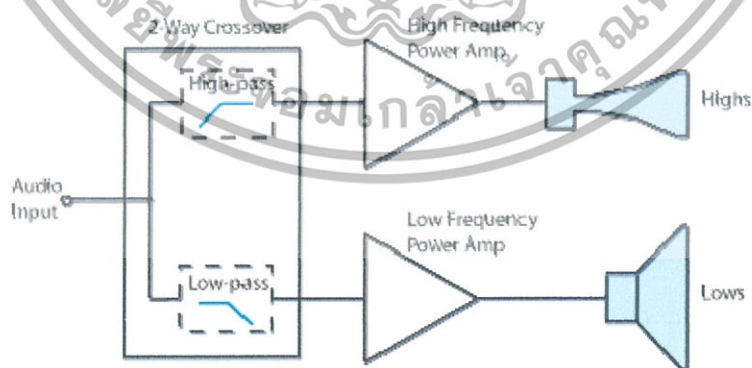 2-Way Crossover
High Frequency
Power Amp
High-pass
Highs
Audio
Input
Low Frequency
Power Amp
Low-pass
Lows